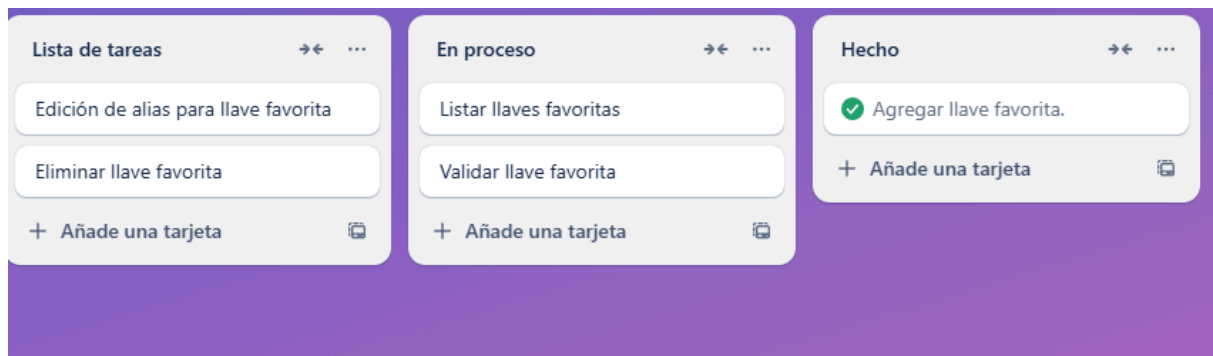 Lista de tareas
Edición de alias para llave favorita
Eliminar llave favorita
+ Añade una tarjeta
En proceso
Listar llaves favoritas
Validar llave favorita
+ Añade una tarjeta
Hecho
Agregar llave favorita.
+ Añade una tarjeta